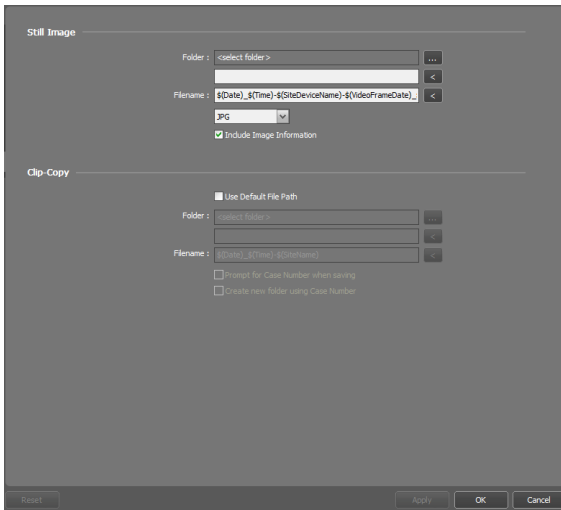 Still Image
Folder : <select folder> ...
<
Filename : $(Date)_$(Time)-$(SiteDeviceName)-$(VideoFrameDate)_ <
JPG
Include Image Information
Clip-Copy
Use Default File Path
Folder : <select folder> ...
<
Filename : $(Date)_$(Time)-$(SiteName) <
Prompt for Case Number when saving
Create new folder using Case Number
Reset Apply OK Cancel